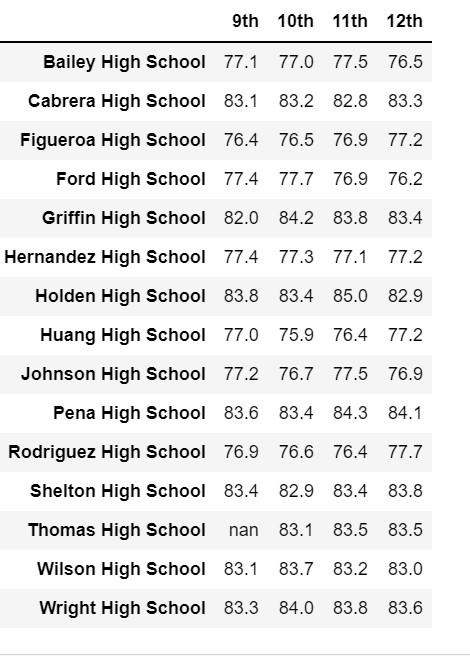 9th 10th 11th 12th
Bailey High School 77.1 77.0 77.5 76.5
Cabrera High School 83.1 83.2 82.8 83.3
Figueroa High School 76.4 76.5 76.9 77.2
Ford High School 77.4 77.7 76.9 76.2
Griffin High School 82.0 84.2 83.8 83.4
Hernandez High School 77.4 77.3 77.1 77.2
Holden High School 83.8 83.4 85.0 82.9
Huang High School 77.0 75.9 76.4 77.2
Johnson High School 77.2 76.7 77.5 76.9
Pena High School 83.6 83.4 84.3 84.1
Rodriguez High School 76.9 76.6 76.4 77.7
Shelton High School 83.4 82.9 83.4 83.8
Thomas High School nan 83.1 83.5 83.5
Wilson High School 83.1 83.7 83.2 83.0
Wright High School 83.3 84.0 83.8 83.6